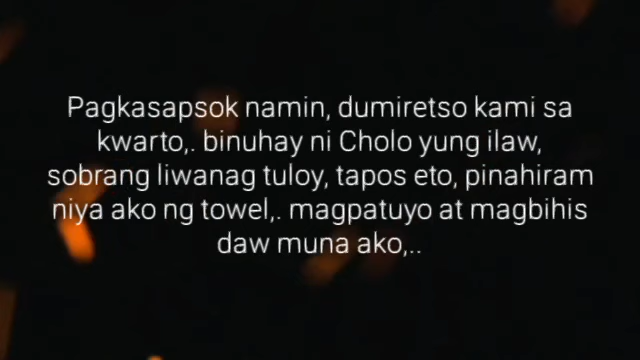 Pagkasapsok namin, dumiretso kami sa
kwarto,. binuhay ni Cholo yung ilaw,
sobrang liwanag tuloy, tapos eto, pinahiram
niya ako ng towel,. magpatuyo at magbihis
daw muna ako,..